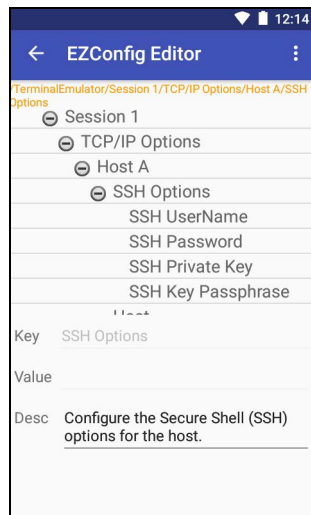 12:14
EZConfig Editor
/TerminalEmulator/Session 1/TCP/IP Options/Host A/SSH
Options
Session 1
TCP/IP Options
Host A
SSH Options
SSH UserName
SSH Password
SSH Private Key
SSH Key Passphrase
Key SSH Options
Value
Desc Configure the Secure Shell (SSH)
options for the host.